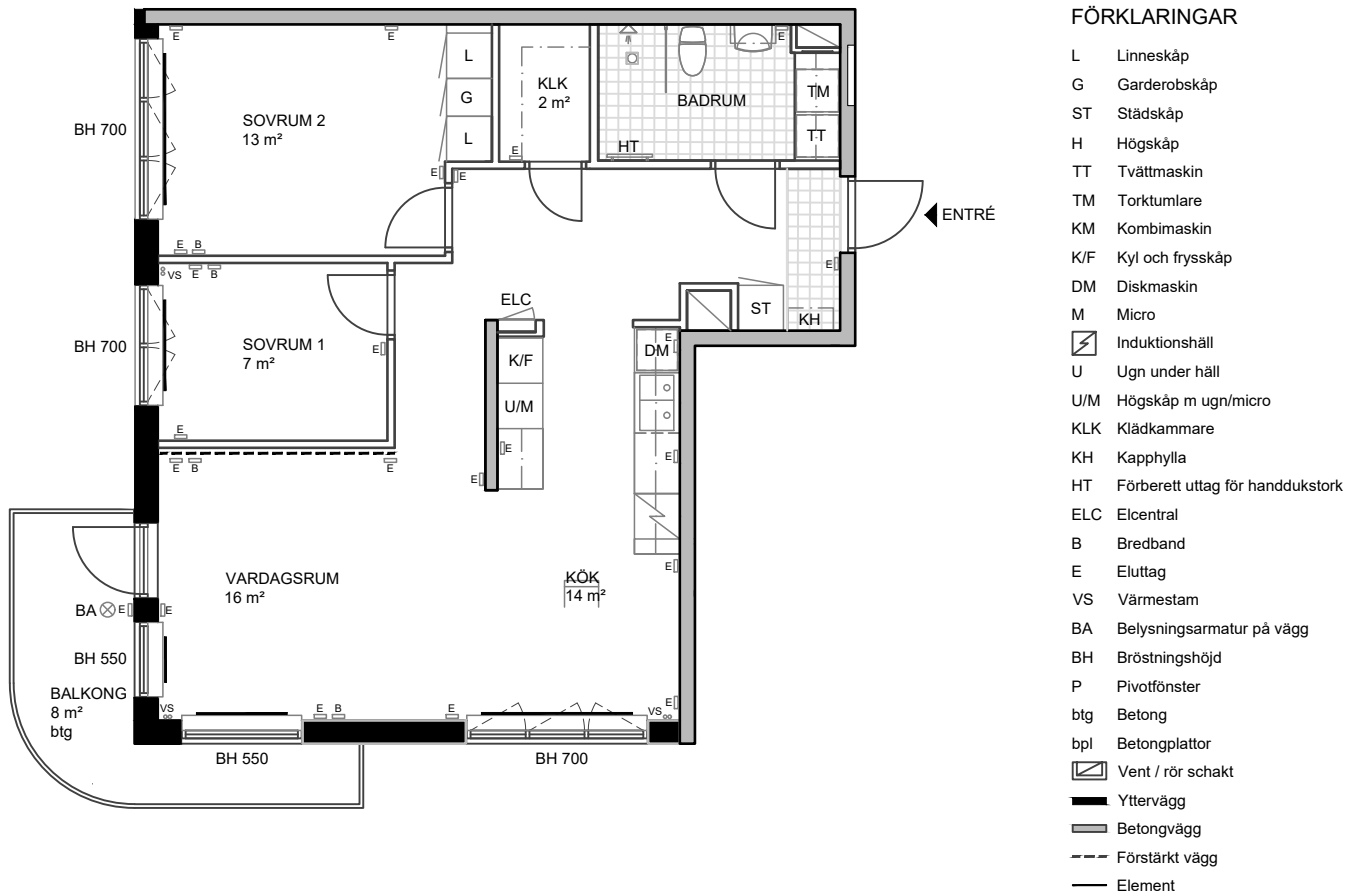 E
E
E
L
G
L
KLK
2 m²
BADRUM
TM
TT
HT
E
BH 700
SOVRUM 2
13 m²
E
E
ENTRÉ
E B
VS E B
E
ELC
ST
KH
BH 700
SOVRUM 1
7 m²
E
K/F
U/M
DM
E
E
E
E B
E
E
E
E
VARDAGSRUM
16 m²
KÖK
14 m²
BA
E
E
BH 550
BALKONG
8 m²
btg
VS
E B
E
VS
E
BH 550
BH 700
FÖRKLARINGAR
L Linneskåp
G Garderobskåp
ST Städskåp
H Högskåp
TT Tvättmaskin
TM Torktumlare
KM Kombimaskin
K/F Kyl och frysskåp
DM Diskmaskin
M Micro
Induktionshäll
U Ugn under häll
U/M Högskåp m ugn/micro
KLK Klädkammare
KH Kapphylla
HT Förberett uttag för handdukstork
ELC Elcentral
B Bredband
E Eluttag
VS Värmestam
BA Belysningsarmatur på vägg
BH Bröstningshöjd
P Pivotfönster
btg Betong
bpl Betongplattor
Vent / rör schakt
Yttervägg
Betongvägg
Förstärkt vägg
Element